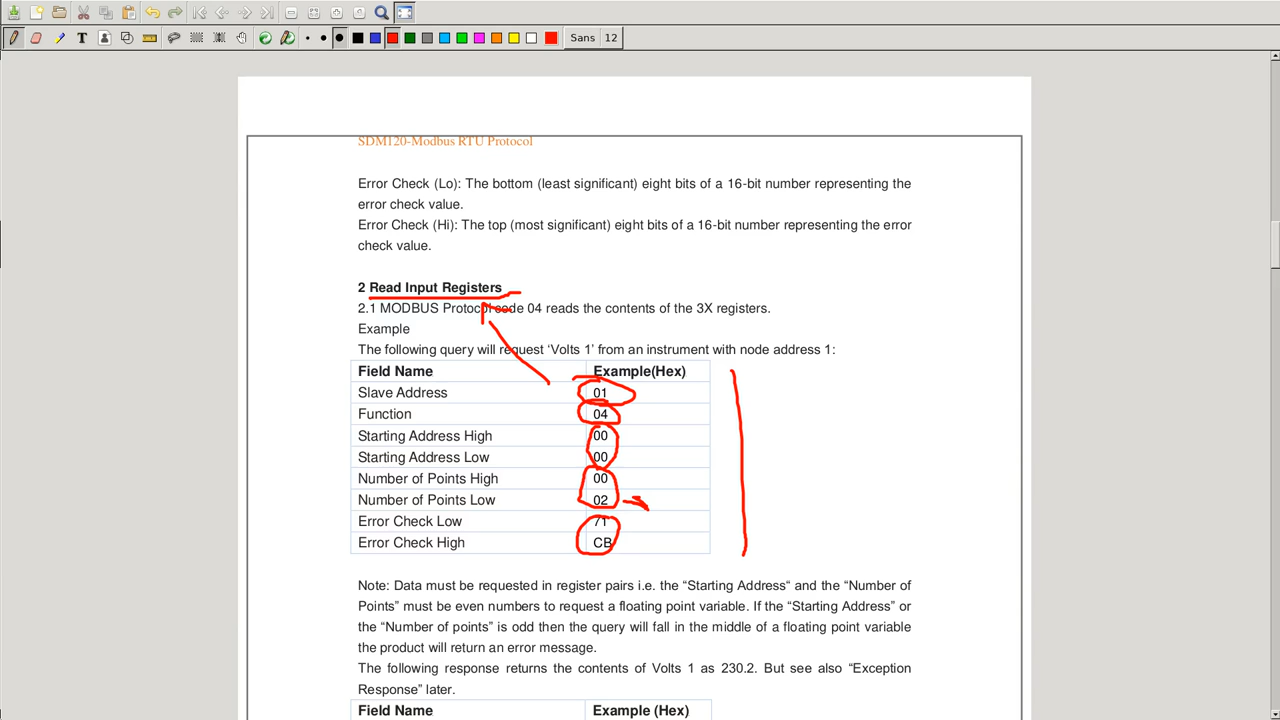 T
Sans 12
SDM120-Modbus RTU Protocol
Error Check (Lo): The bottom (least significant) eight bits of a 16-bit number representing the
error check value.
Error Check (Hi): The top (most significant) eight bits of a 16-bit number representing the error
check value.
2 Read Input Registers
2.1 MODBUS Protocol code 04 reads the contents of the 3X registers.
Example
The following query will request ‘Volts 1’ from an instrument with node address 1:
Field Name Example(Hex)
Slave Address 01
Function 04
Starting Address High 00
Starting Address Low 00
Number of Points High 00
Number of Points Low 02
Error Check Low 71
Error Check High CB
Note: Data must be requested in register pairs i.e. the “Starting Address“ and the “Number of
Points” must be even numbers to request a floating point variable. If the “Starting Address” or
the “Number of points” is odd then the query will fall in the middle of a floating point variable
the product will return an error message.
The following response returns the contents of Volts 1 as 230.2. But see also “Exception
Response” later.
Field Name Example (Hex)